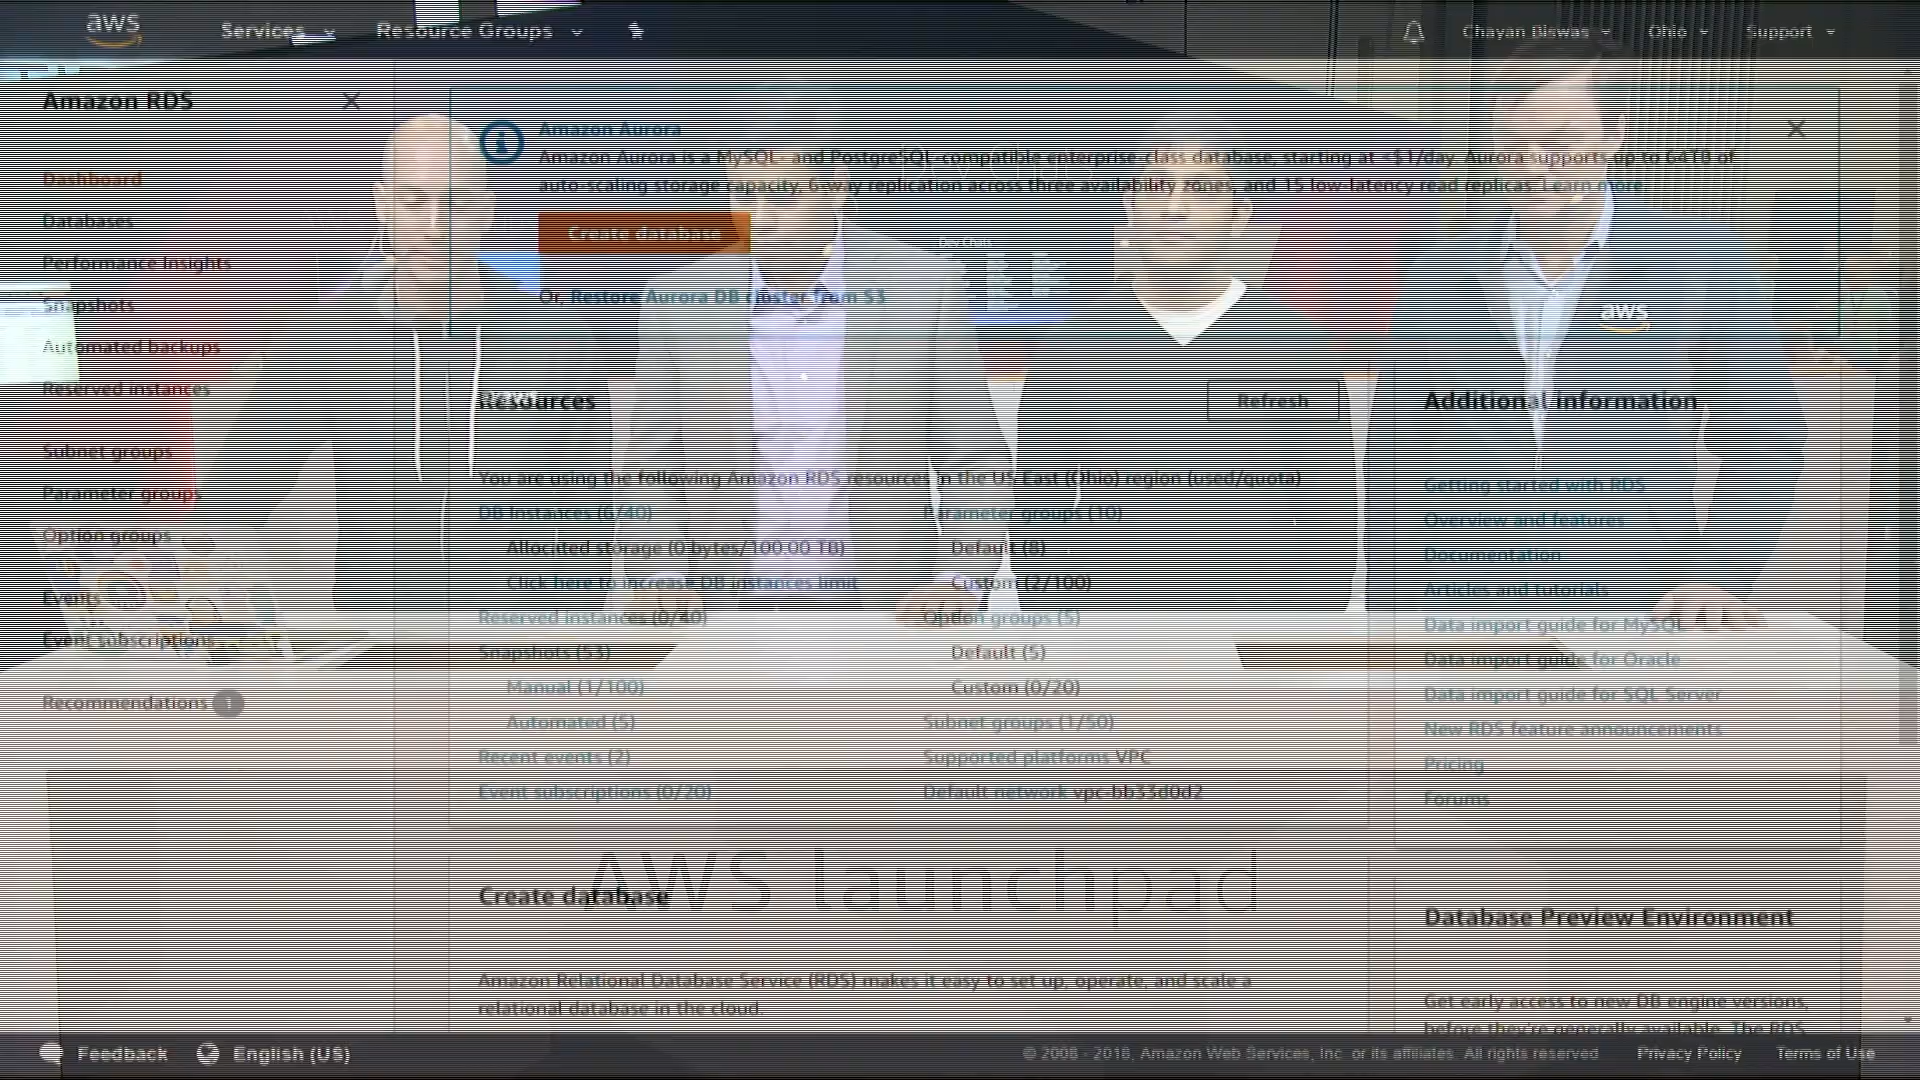 aws
Services
Resource Groups
Chayan Biswas
Ohio
Support
Amazon RDS
Dashboard
Databases
Performance Insights
Snapshots
Automated backups
Reserved instances
Subnet groups
Parameter groups
Option groups
Events
Event subscriptions
Recommendations 1
Amazon Aurora
Amazon Aurora is a MySQL- and PostgreSQL-compatible enterprise-class database, starting at <$1/day. Aurora supports up to 64TB of
auto-scaling storage capacity, 6-way replication across three availability zones, and 15 low-latency read replicas. Learn more
Create database
Or, Restore Aurora DB cluster from S3
aws
Resources
Refresh
You are using the following Amazon RDS resources in the US East (Ohio) region (used/quota)
DB Instances (6/40)
Allocated storage (0 bytes/100.00 TB)
Click here to increase DB instances limit
Reserved instances (0/40)
Snapshots (53)
Manual (1/100)
Automated (5)
Recent events (2)
Event subscriptions (0/20)
Parameter groups (10)
Default (8)
Custom (2/100)
Option groups (5)
Default (5)
Custom (0/20)
Subnet groups (1/50)
Supported platforms VPC
Default network vpc-bb33d0d2
Additional information
Getting started with RDS
Overview and features
Documentation
Articles and tutorials
Data import guide for MySQL
Data import guide for Oracle
Data import guide for SQL Server
New RDS feature announcements
Pricing
Forums
AWS launchpad
Create database
Amazon Relational Database Service (RDS) makes it easy to set up, operate, and scale a
relational database in the cloud.
Database Preview Environment
Get early access to new DB engine versions,
before they're generally available. The RDS
Feedback
English (US)
© 2008 - 2018, Amazon Web Services, Inc. or its affiliates. All rights reserved.
Privacy Policy
Terms of Use